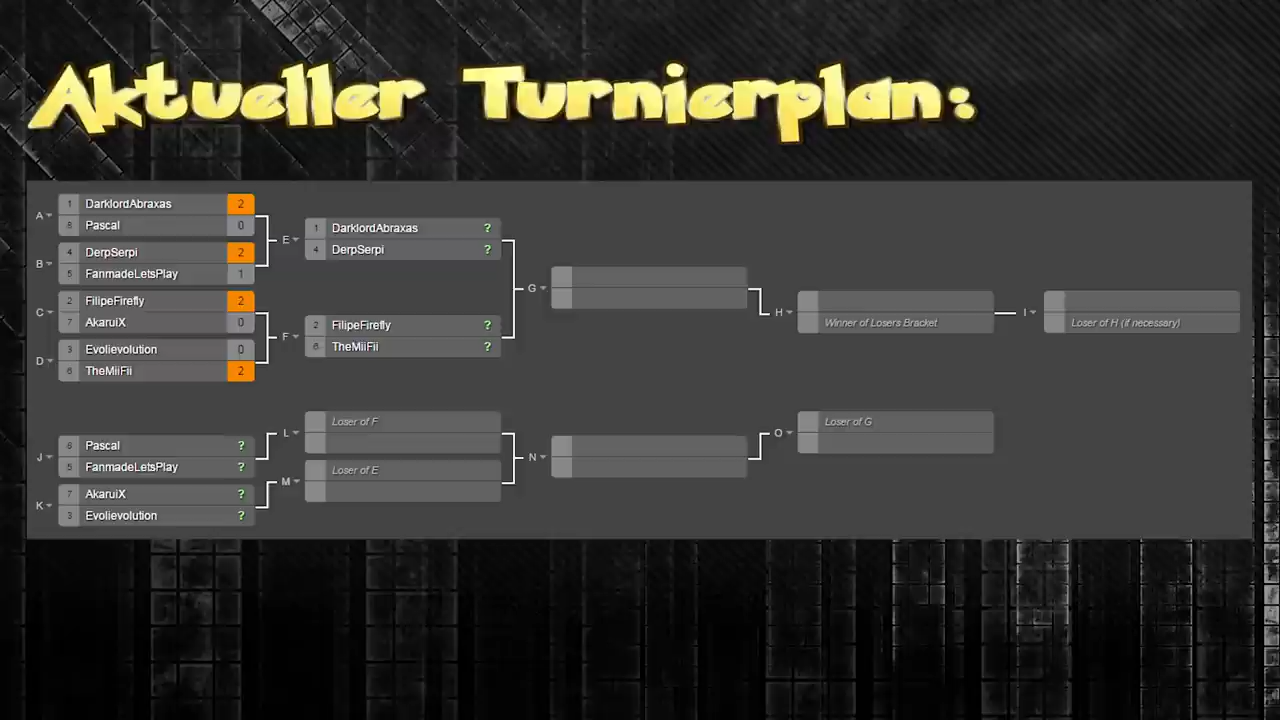 Aktueller Turnierplan:
A 1 DarklordAbraxas 2
8 Pascal 0
B 4 DerpSerpi 2
5 FanmadeLetsPlay 1
C 2 FilipeFirefly 2
7 AkaruiX 0
D 3 Evolievolution 0
6 TheMiiFii 2
E 1 DarklordAbraxas ?
4 DerpSerpi ?
F 2 FilipeFirefly ?
6 TheMiiFii ?
G
H
Winner of Losers Bracket
I
Loser of H (if necessary)
J 8 Pascal ?
5 FanmadeLetsPlay ?
K 7 AkaruiX ?
3 Evolievolution ?
L Loser of F
M Loser of E
N
O Loser of G